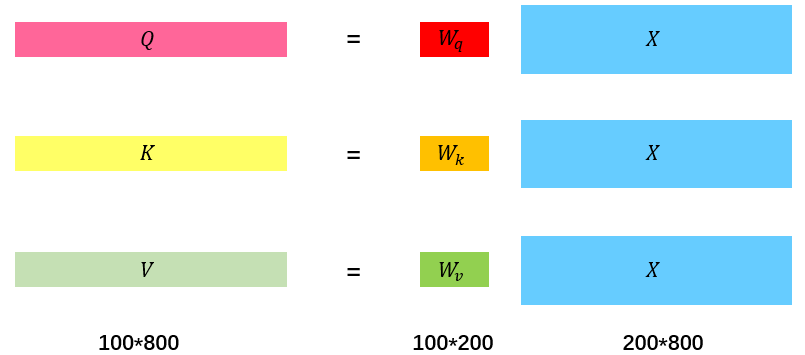 Q = W_q X
K = W_k X
V = W_v X
100*800 100*200 200*800